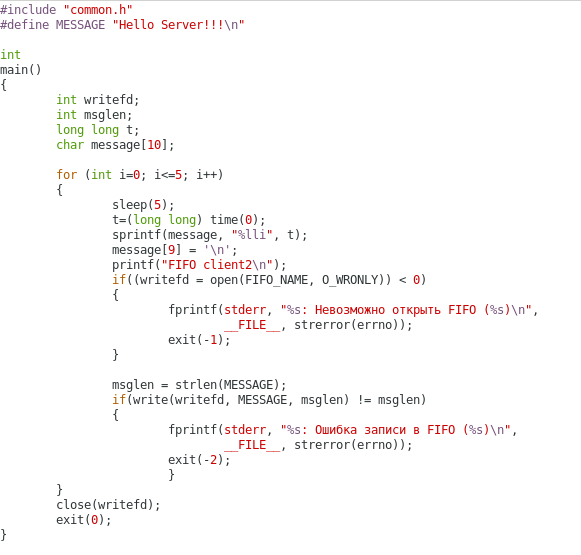 #include "common.h"
#define MESSAGE "Hello Server!!!\n"

int
main()
{
        int writefd;
        int msglen;
        long long t;
        char message[10];

        for (int i=0; i<=5; i++)
        {
                sleep(5);
                t=(long long) time(0);
                sprintf(message, "%lli", t);
                message[9] = '\n';
                printf("FIFO client2\n");
                if((writefd = open(FIFO_NAME, O_WRONLY)) < 0)
                {
                        fprintf(stderr, "%s: Невозможно открыть FIFO (%s)\n",
                                __FILE__, strerror(errno));
                        exit(-1);
                }

                msglen = strlen(MESSAGE);
                if(write(writefd, MESSAGE, msglen) != msglen)
                {
                        fprintf(stderr, "%s: Ошибка записи в FIFO (%s)\n",
                                __FILE__, strerror(errno));
                        exit(-2);
                        }
        }
        close(writefd);
        exit(0);
}